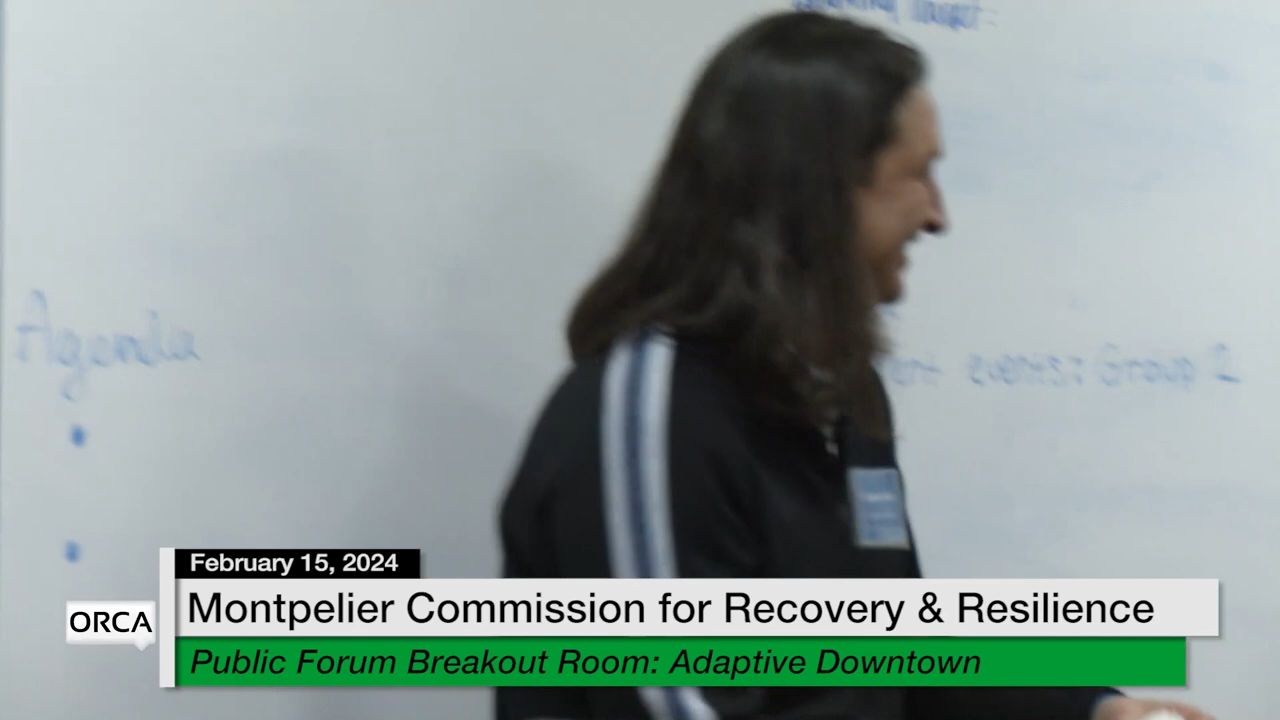 Agenda
events: Group 2
February 15, 2024
Montpelier Commission for Recovery & Resilience
ORCA
Public Forum Breakout Room: Adaptive Downtown